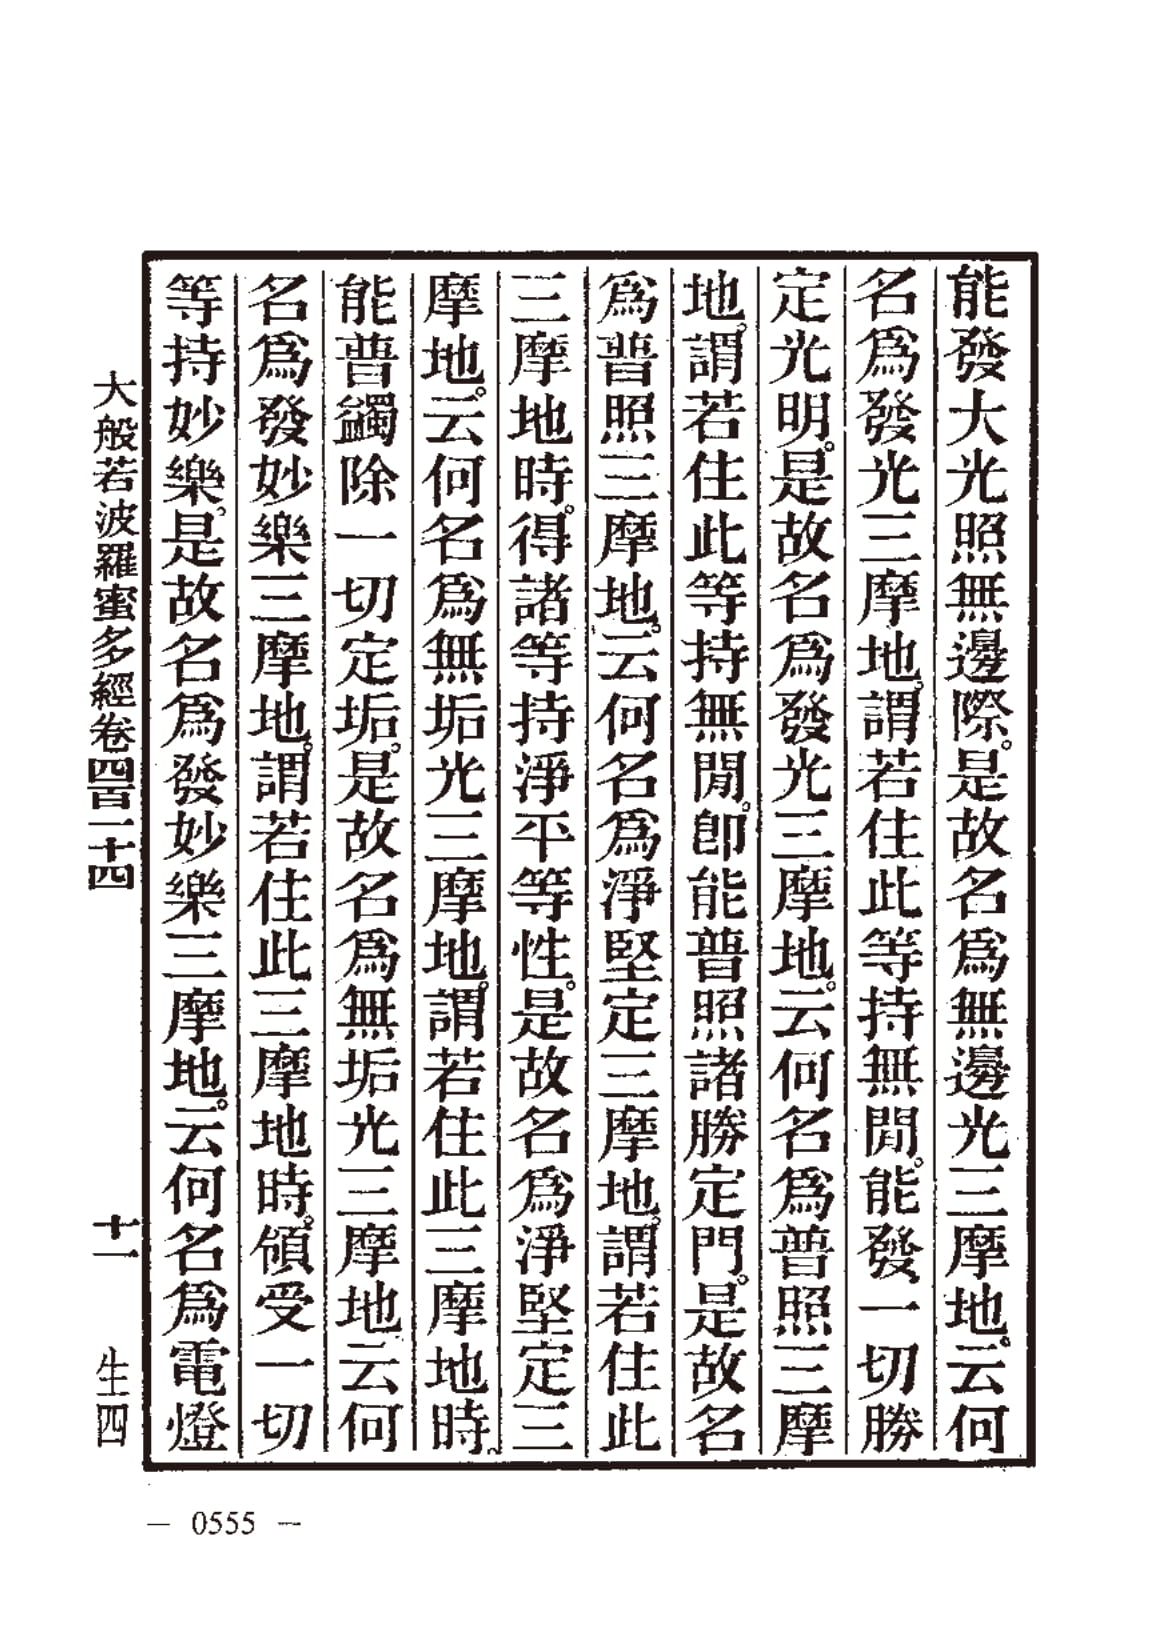 能發大光照無邊際。是故名爲無邊光三摩地。云何
名爲發光三摩地。謂若住此等持無閒。能發一切勝
定光明。是故名爲發光三摩地。云何名爲普照三摩
地。謂若住此等持無閒。卽能普照諸勝定門。是故名
爲普照三摩地。云何名爲淨堅定三摩地。謂若住此
三摩地時。得諸等持淨平等性。是故名爲淨堅定三
摩地。云何名爲無垢光三摩地。謂若住此三摩地時。
能普蠲除一切定垢。是故名爲無垢光三摩地云何
名爲發妙樂三摩地。謂若住此三摩地時。領受一切
等持妙樂。是故名爲發妙樂三摩地。云何名爲電燈
大般若波羅蜜多經卷四百一十四 十一 生四
— 0555 —